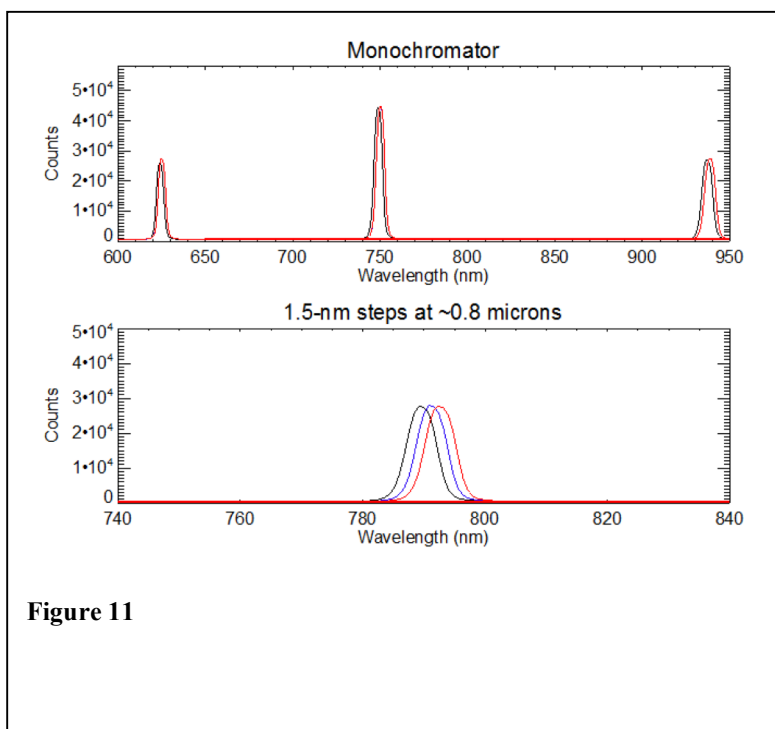 Monochromator
Counts
5•10⁴
4•10⁴
3•10⁴
2•10⁴
1•10⁴
0
600 650 700 750 800 850 900 950
Wavelength (nm)
1.5-nm steps at ~0.8 microns
Counts
5•10⁴
4•10⁴
3•10⁴
2•10⁴
1•10⁴
0
740 760 780 800 820 840
Wavelength (nm)
Figure 11